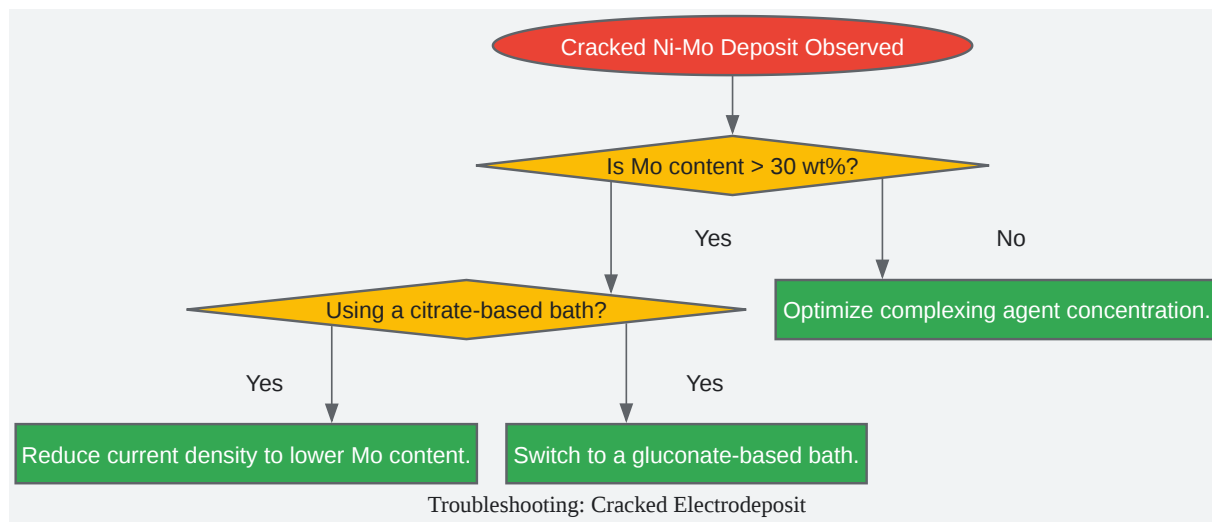 Cracked Ni-Mo Deposit Observed
Is Mo content > 30 wt%?
Yes
No
Using a citrate-based bath?
Optimize complexing agent concentration.
Yes
Yes
Reduce current density to lower Mo content.
Switch to a gluconate-based bath.
Troubleshooting: Cracked Electrodeposit